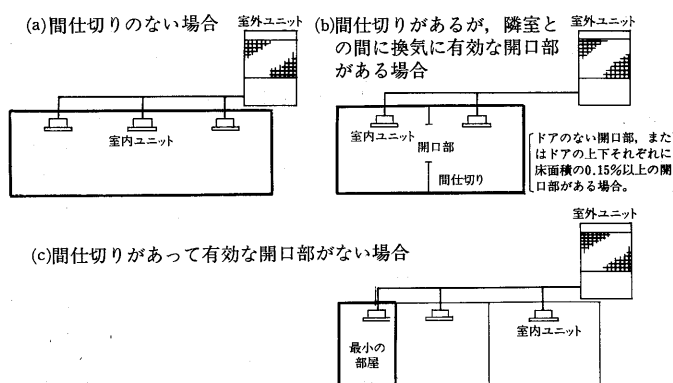 (a)間仕切りのない場合
室外ユニット
室内ユニット
(b)間仕切りがあるが，隣室と
の間に換気に有効な開口部
がある場合
室外ユニット
室内ユニット
開口部
間仕切り
ドアのない開口部，また
はドアの上下それぞれに
床面積の0.15%以上の開
口部がある場合。
(c)間仕切りがあって有効な開口部がない場合
室外ユニット
室内ユニット
最小の
部屋